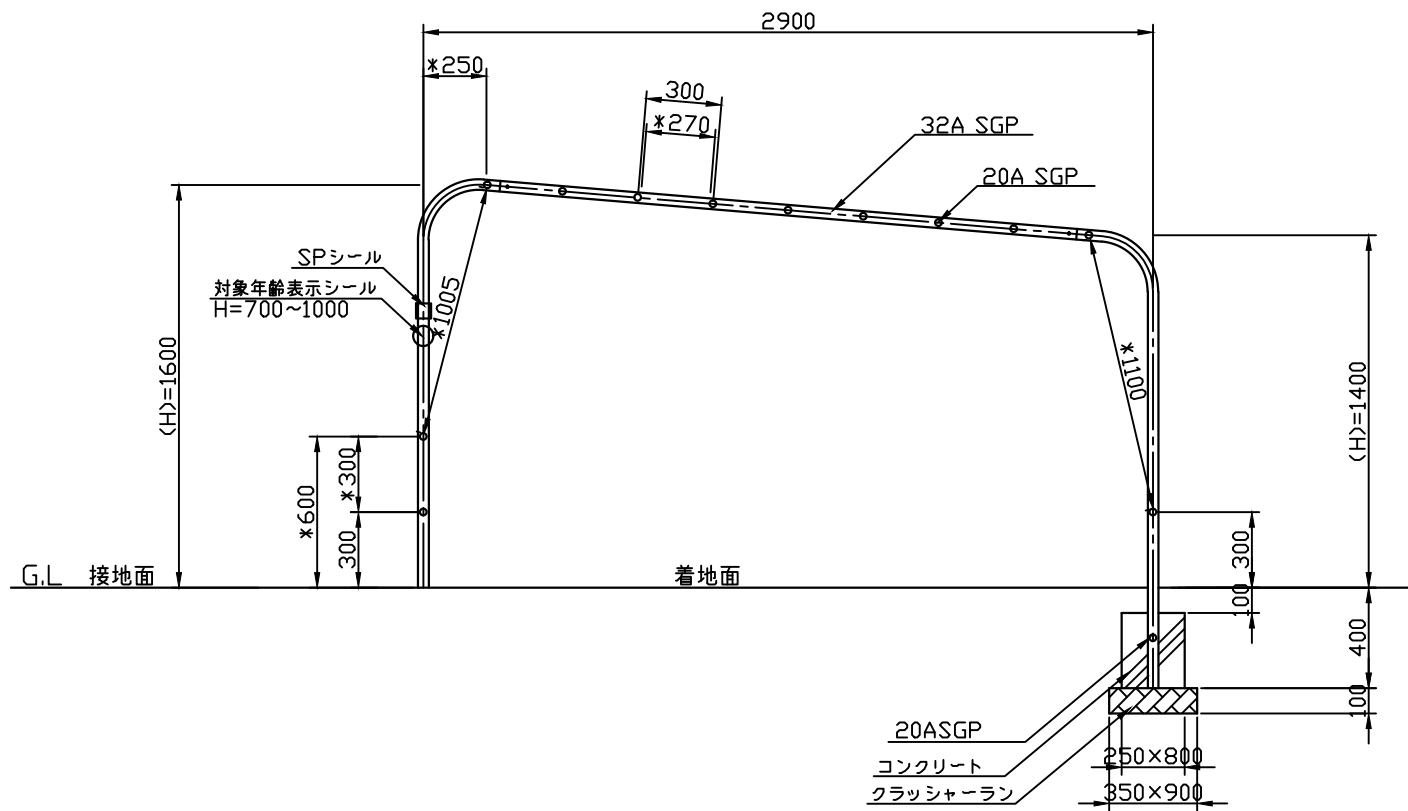 2900
*250
300
*270
32A SGP
20A SGP
SPシール
対象年齢表示シール
H=700~1000
*1005
*1100
(H)=1600
(H)=1400
*600
*300
300
300
100
G.L 接地面
着地面
400
100
20ASGP
コンクリート
クラッシャーラン
250×800
350×900